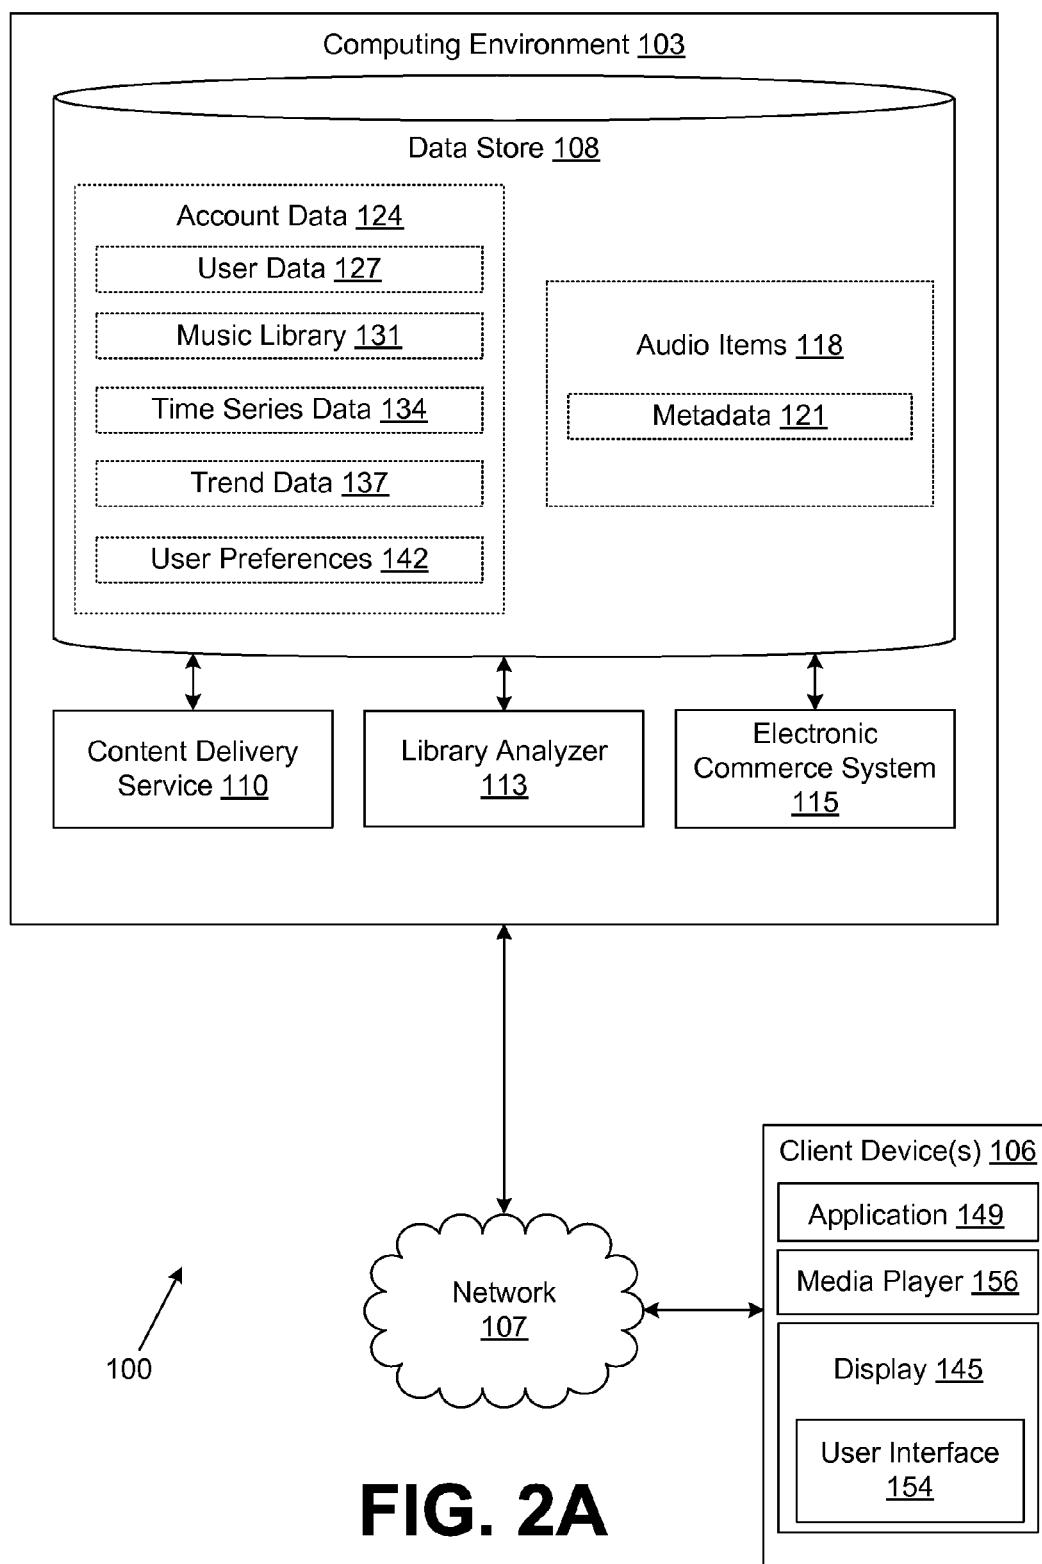 Computing Environment 103
Data Store 108
Account Data 124
User Data 127
Music Library 131
Time Series Data 134
Trend Data 137
User Preferences 142
Audio Items 118
Metadata 121
Content Delivery
Service 110
Library Analyzer
113
Electronic
Commerce System
115
Client Device(s) 106
Application 149
Media Player 156
Display 145
User Interface
154
Network
107
100
FIG. 2A